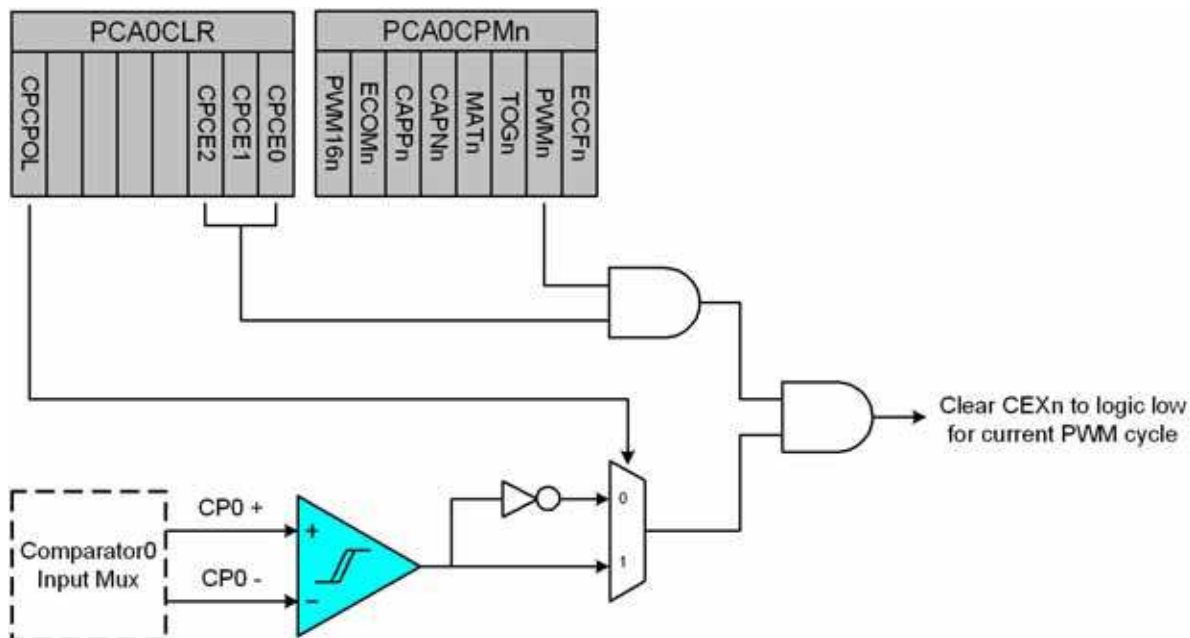 PCA0CLR
CPCPOL
CPCE2
CPCE1
CPCE0
PCA0CPMn
PWM16n
ECOMn
CAPPn
CAPNn
MATn
TOGn
PWMn
ECCFn
Clear CEXn to logic low
for current PWM cycle
0
1
Comparator0
Input Mux
CP0 +
CP0 -
+
−